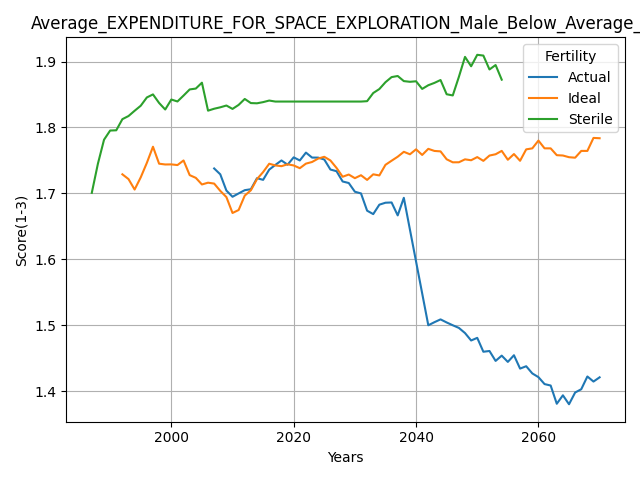 Average_EXPENDITURE_FOR_SPACE_EXPLORATION_Male_Below_Average_
Fertility
Actual
Ideal
Sterile
Score(1-3)
1.9
1.8
1.7
1.6
1.5
1.4
2000 2020 2040 2060
Years